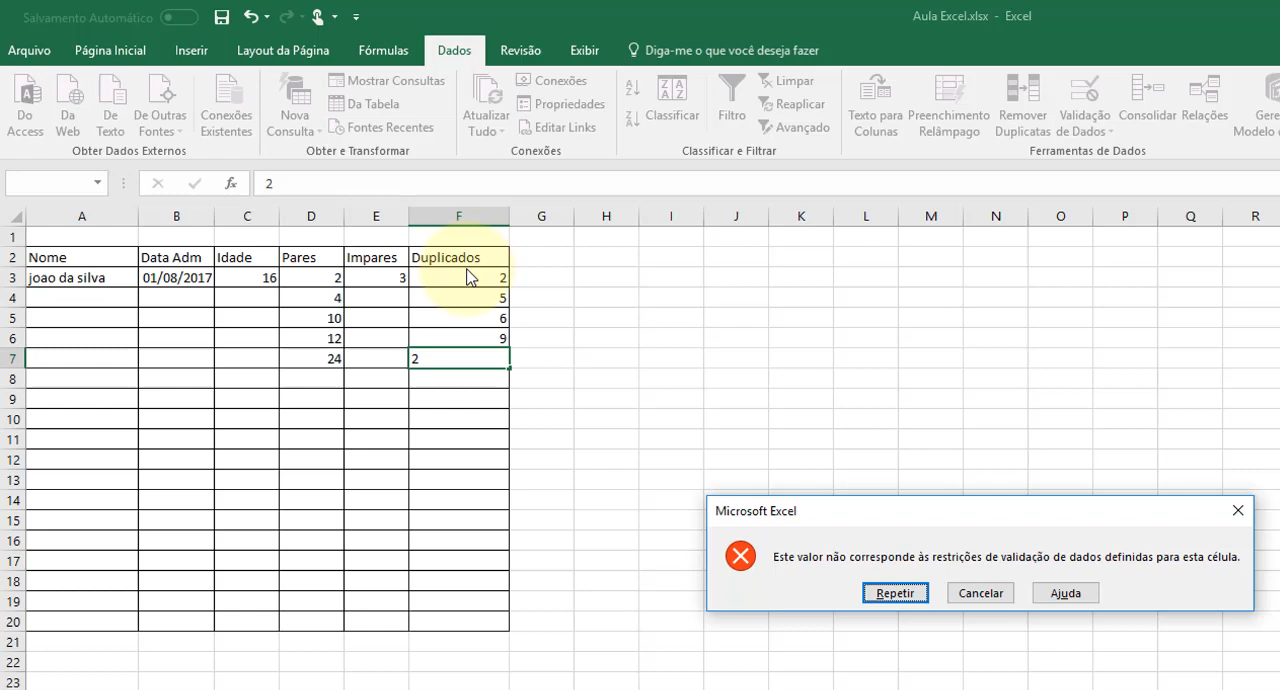 Salvamento Automático
Aula Excel.xlsx - Excel
Arquivo Página Inicial Inserir Layout da Página Fórmulas Dados Revisão Exibir Diga-me o que você deseja fazer
Do Access
Da Web
De Texto
De Outras Fontes
Conexões Existentes
Obter Dados Externos
Nova Consulta
Mostrar Consultas
Da Tabela
Fontes Recentes
Obter e Transformar
Atualizar Tudo
Conexões
Propriedades
Editar Links
Conexões
Classificar
Filtro
Limpar
Reaplicar
Avançado
Classificar e Filtrar
Texto para Colunas
Preenchimento Relâmpago
Remover Duplicatas
Validação de Dados
Consolidar
Relações
Gere
Modelo
Ferramentas de Dados
fx 2
A B C D E F G H I J K L M N O P Q R
1
2 Nome Data Adm Idade Pares Impares Duplicados
3 joao da silva 01/08/2017 16 2 3 2
4 4 5
5 10 6
6 12 9
7 24 2
8
9
10
11
12
13
14
15
16
17
18
19
20
21
22
23
Microsoft Excel
Este valor não corresponde às restrições de validação de dados definidas para esta célula.
Repetir Cancelar Ajuda